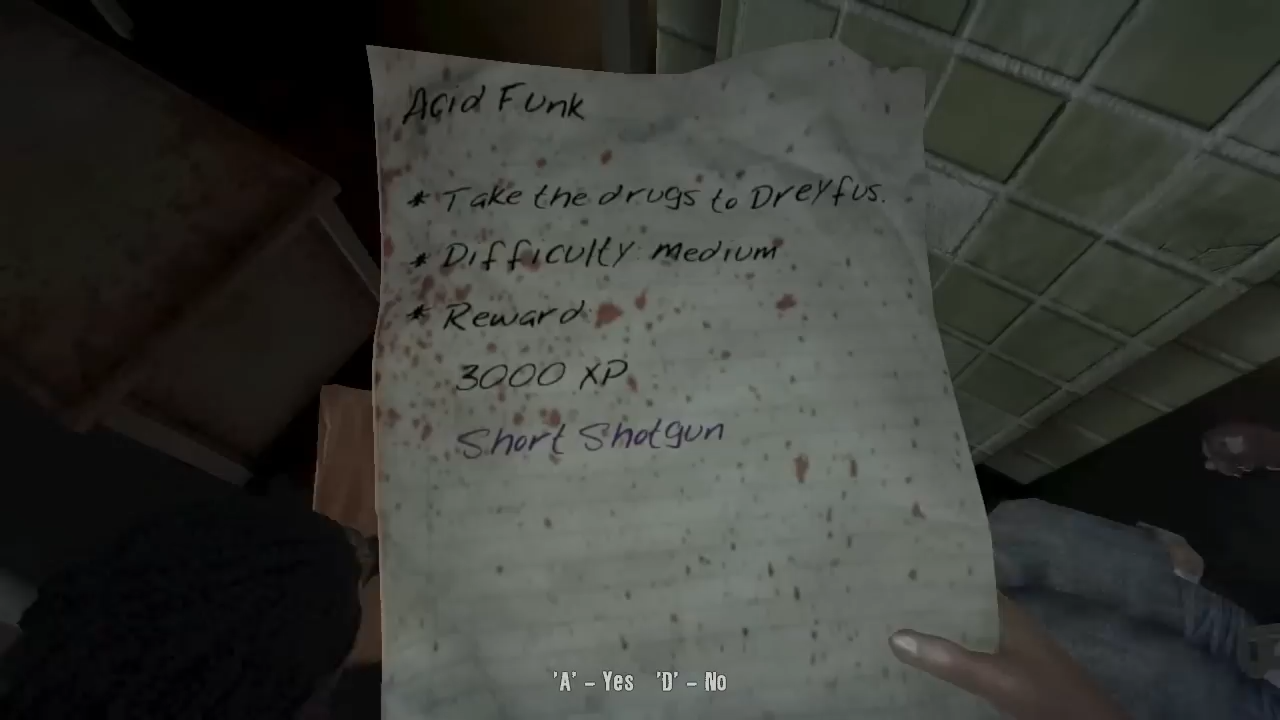 Acid Funk
* Take the drugs to Dreyfus.
* Difficulty medium
* Reward
3000 XP
Short Shotgun
'A' - Yes 'D' - No